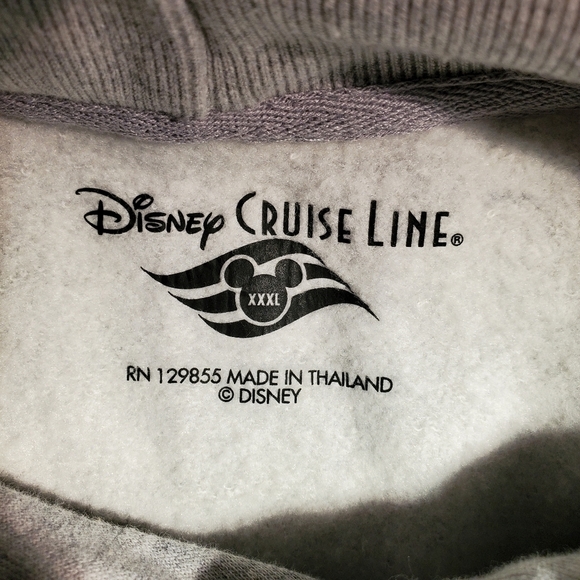 Disney CRUISE LINE®
XXXL
RN 129855 MADE IN THAILAND
© DISNEY